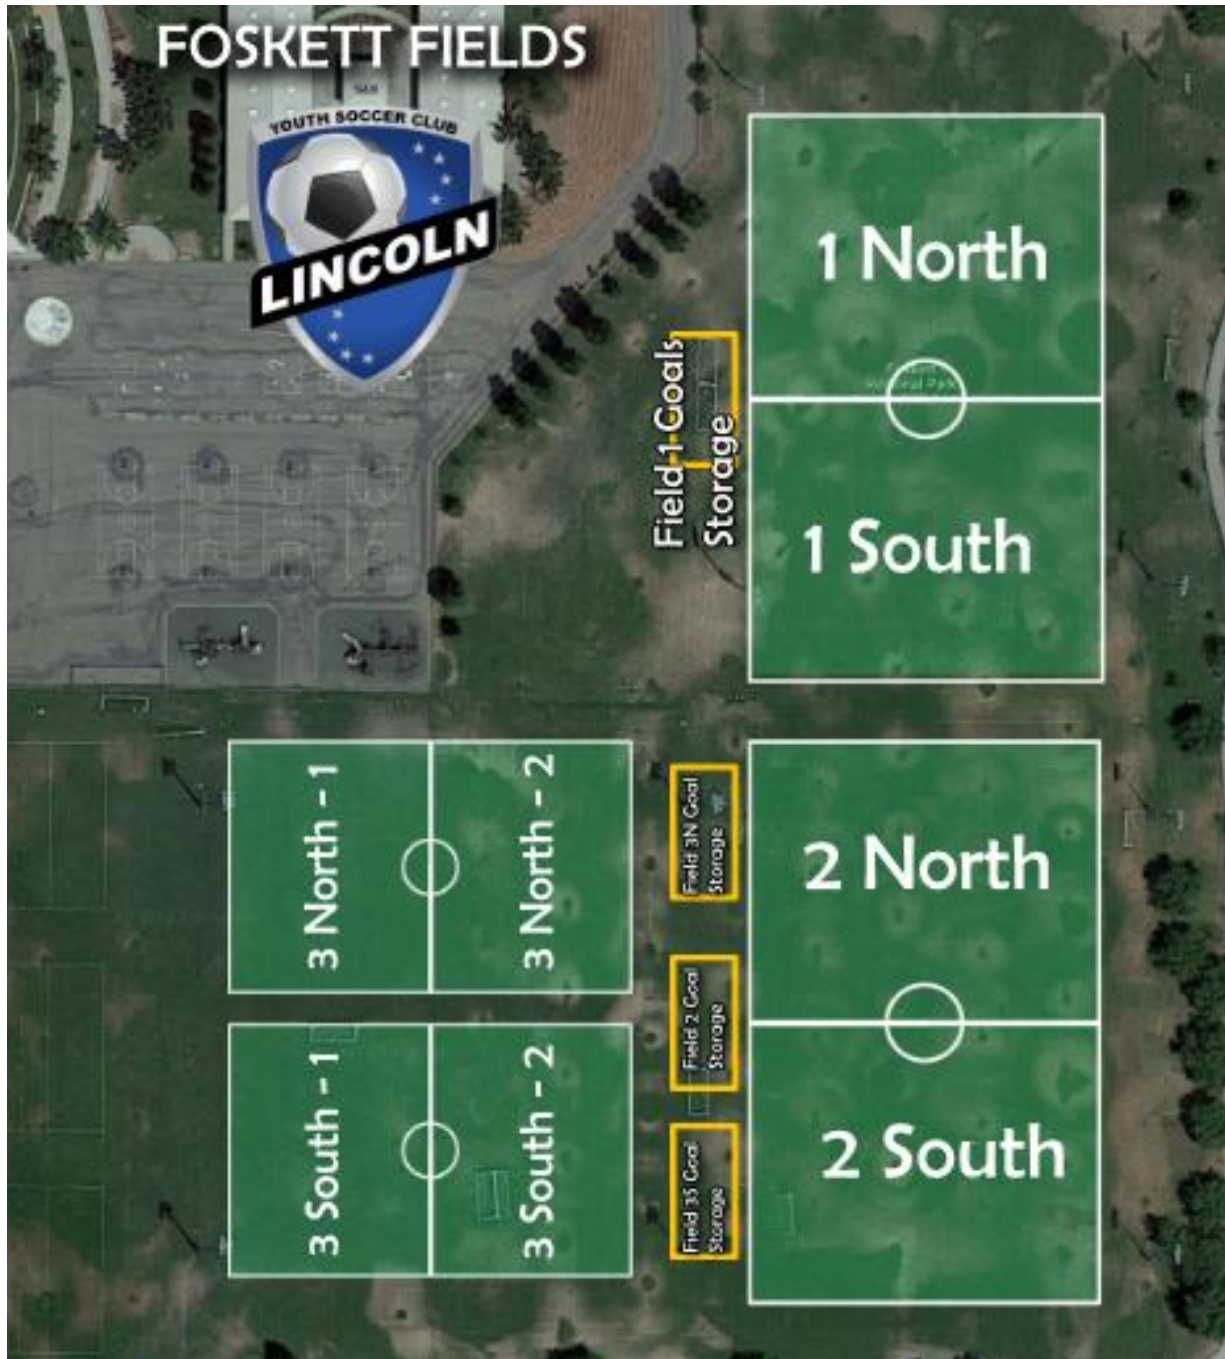 FOSKETT FIELDS
YOUTH SOCCER CLUB
LINCOLN
1 North
1 South
Field 1 Goals
Storage
3 North - 1
3 North - 2
Field 3N Goal
Storage
2 North
3 South - 1
3 South - 2
Field 2 Goal
Storage
Field 3S Goal
Storage
2 South